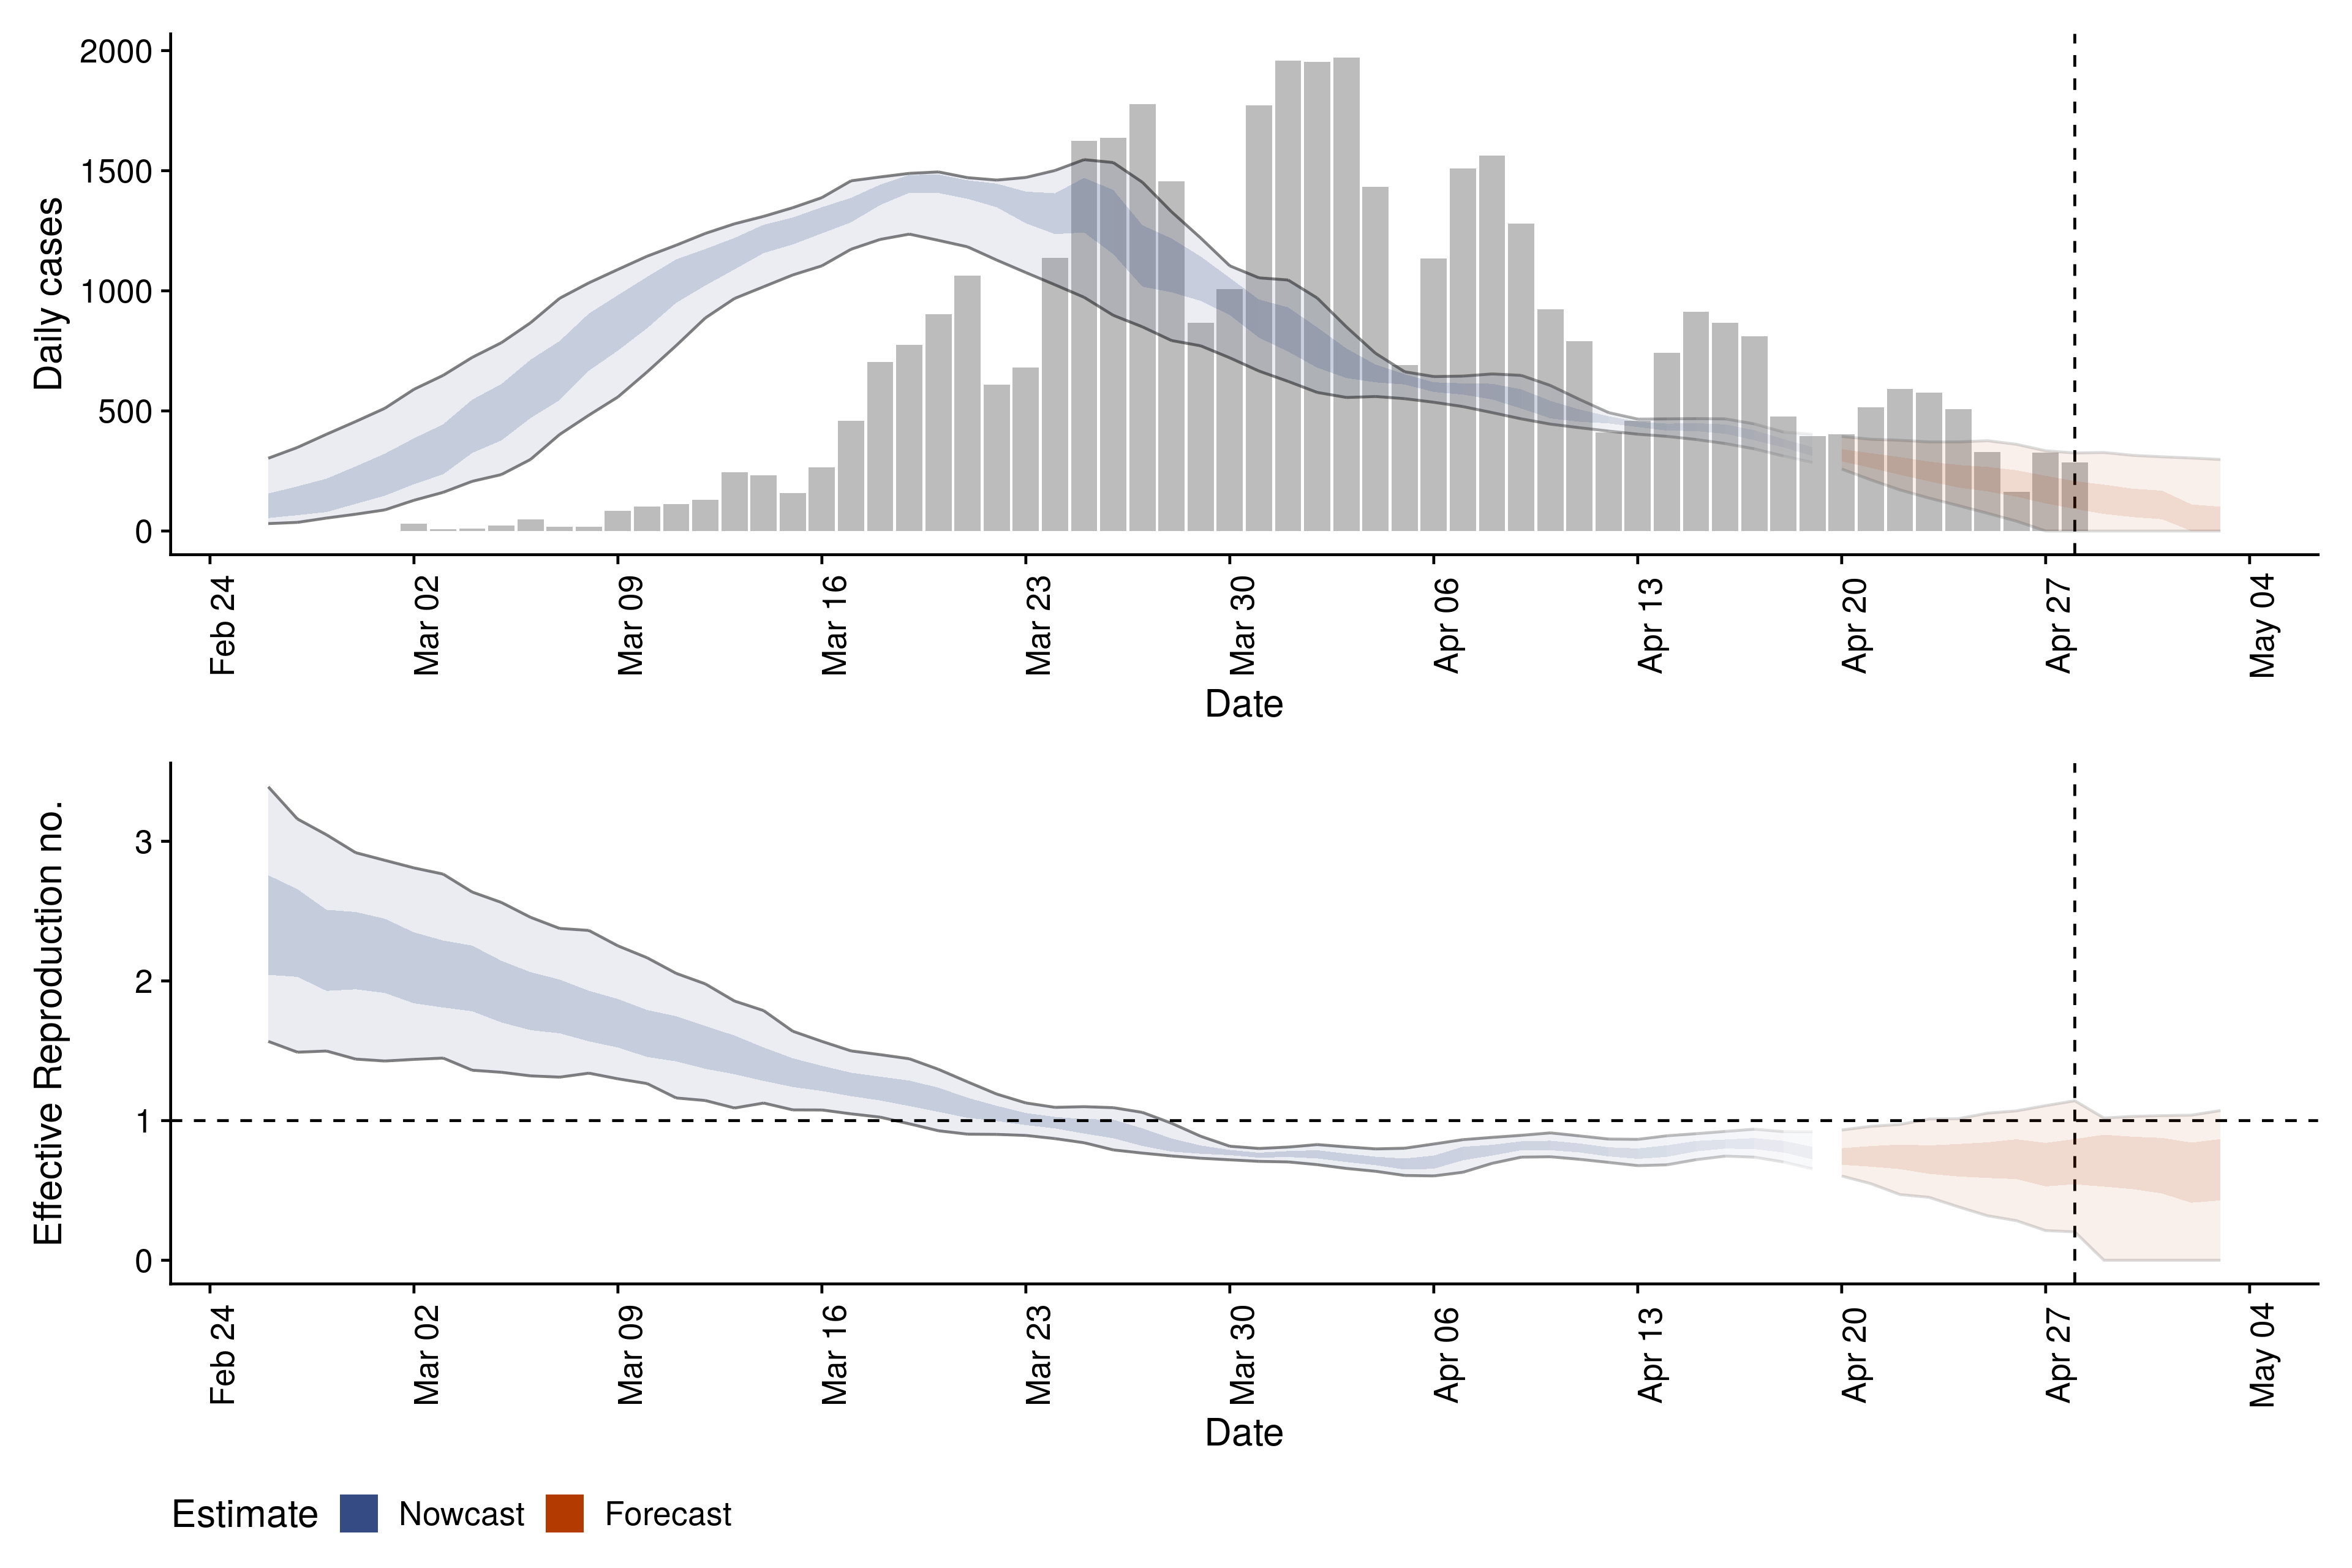 Daily cases
2000
1500
1000
500
0
Feb 24
Mar 02
Mar 09
Mar 16
Mar 23
Mar 30
Apr 06
Apr 13
Apr 20
Apr 27
May 04
Date
Effective Reproduction no.
3
2
1
0
Feb 24
Mar 02
Mar 09
Mar 16
Mar 23
Mar 30
Apr 06
Apr 13
Apr 20
Apr 27
May 04
Date
Estimate Nowcast Forecast